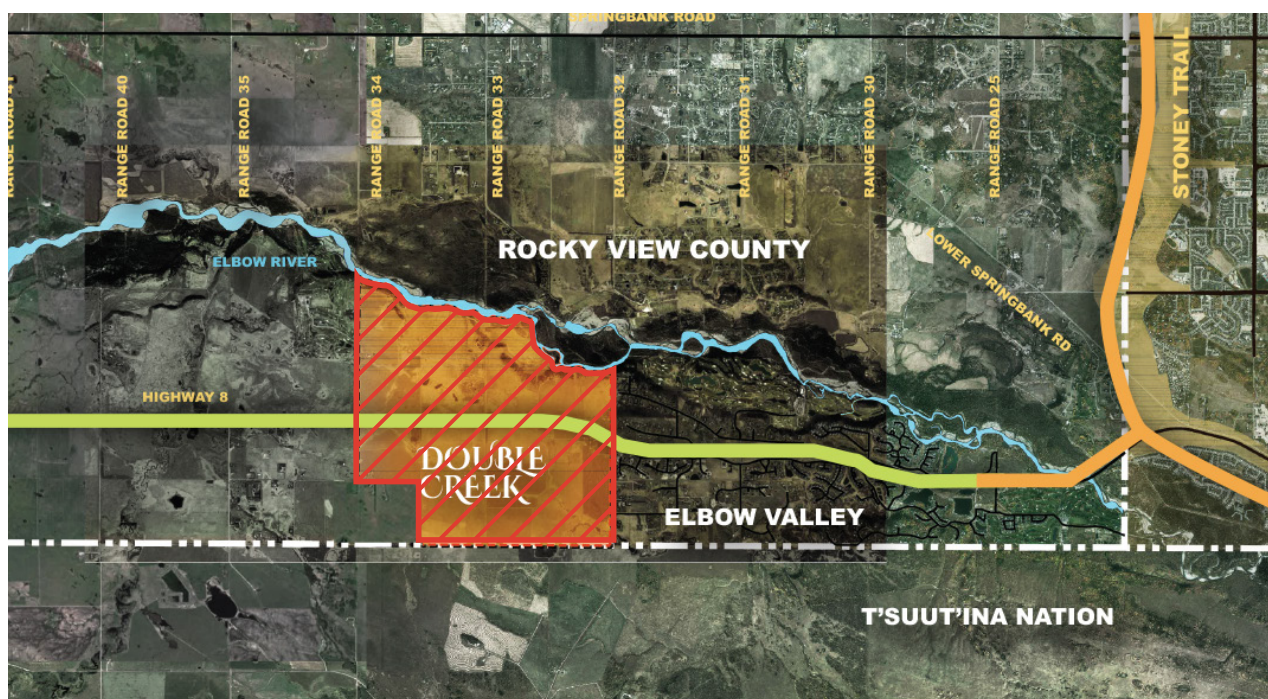 SPRINGBANK ROAD
RANGE ROAD 41
RANGE ROAD 40
RANGE ROAD 35
RANGE ROAD 34
RANGE ROAD 33
RANGE ROAD 32
RANGE ROAD 31
RANGE ROAD 30
RANGE ROAD 25
STONEY TRAIL
ROCKY VIEW COUNTY
LOWER SPRINGBANK RD
ELBOW RIVER
HIGHWAY 8
DOUBLE
CREEK
ELBOW VALLEY
T'SUUT'INA NATION